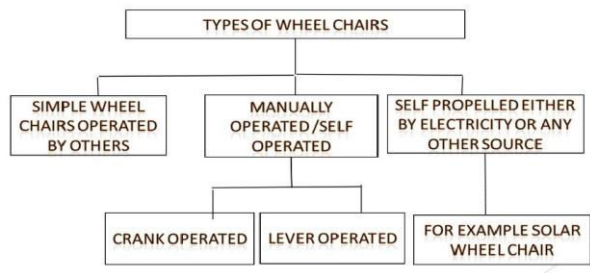 TYPES OF WHEEL CHAIRS
SIMPLE WHEEL
CHAIRS OPERATED
BY OTHERS
MANUALLY
OPERATED /SELF
OPERATED
SELF PROPELLED EITHER
BY ELECTRICITY OR ANY
OTHER SOURCE
CRANK OPERATED
LEVER OPERATED
FOR EXAMPLE SOLAR
WHEEL CHAIR